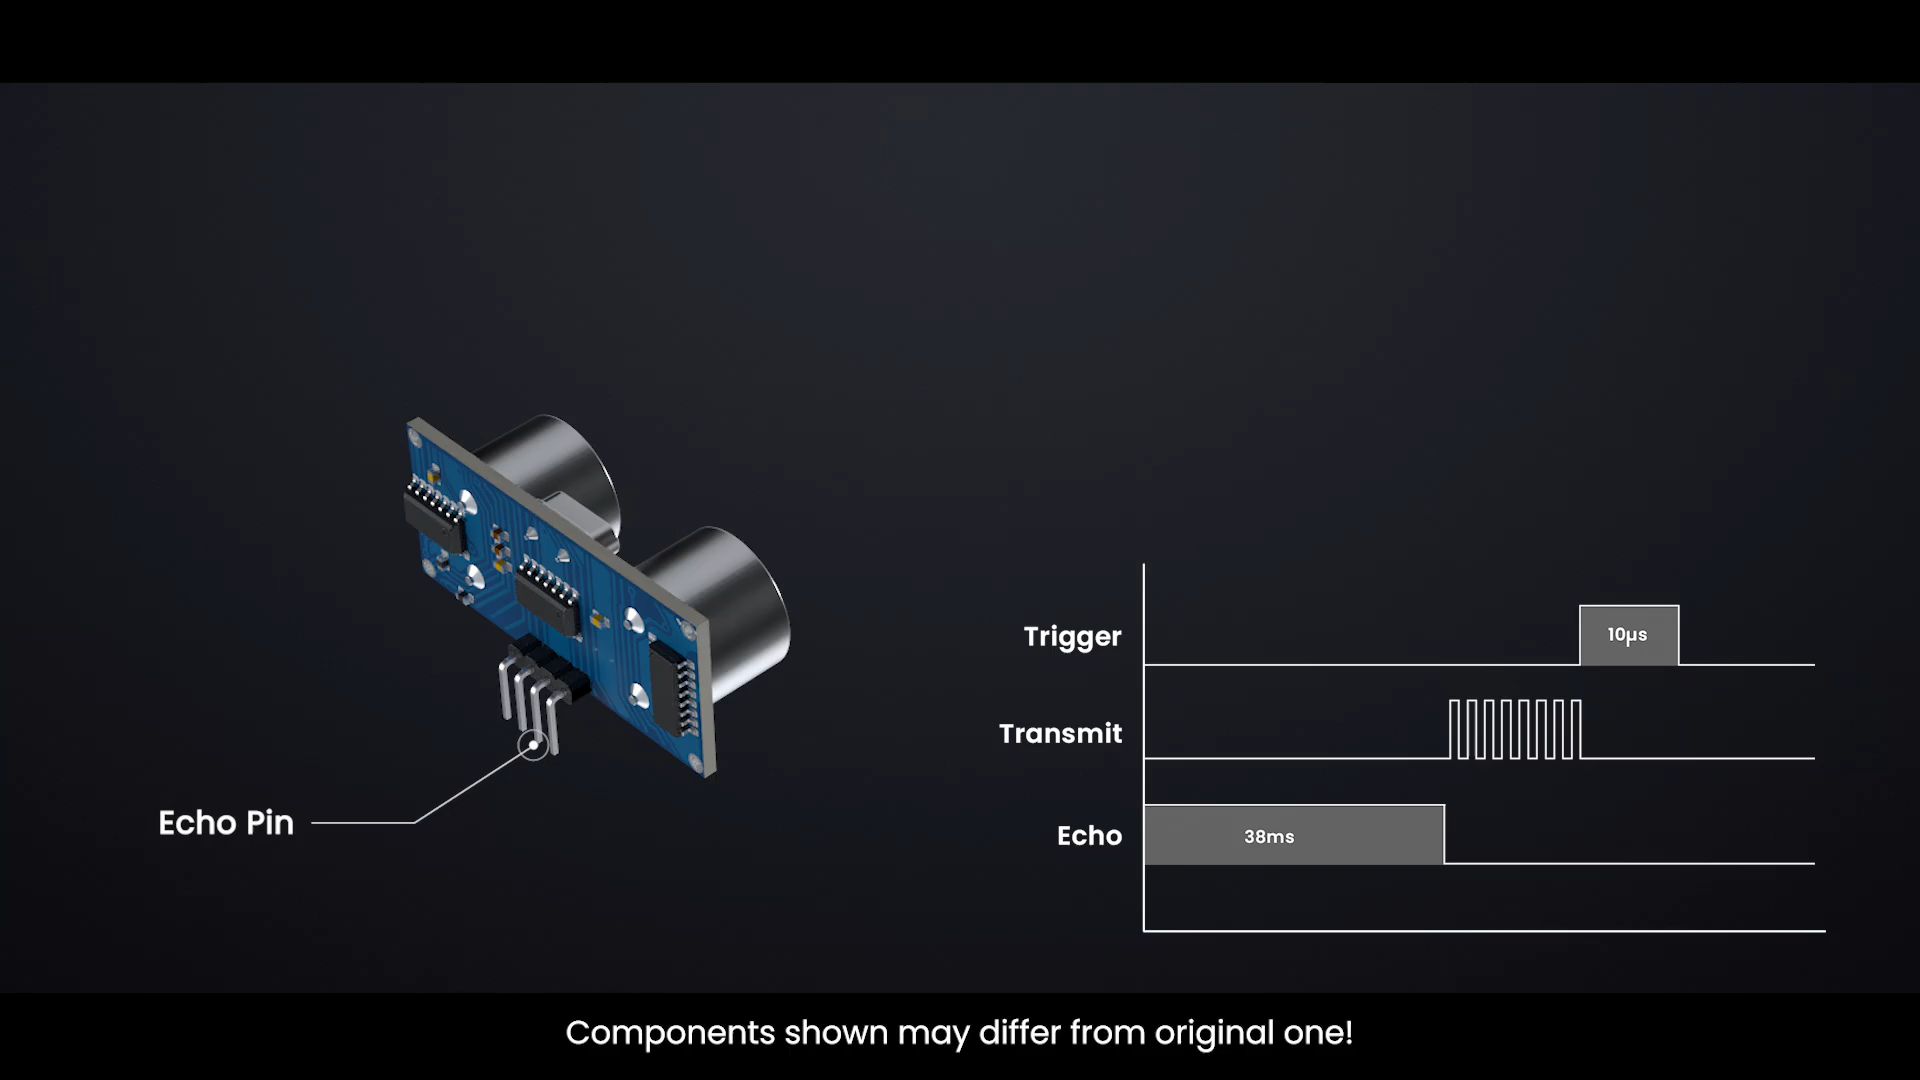 Trigger
10µs
Transmit
Echo Pin
Echo
38ms
Components shown may differ from original one!